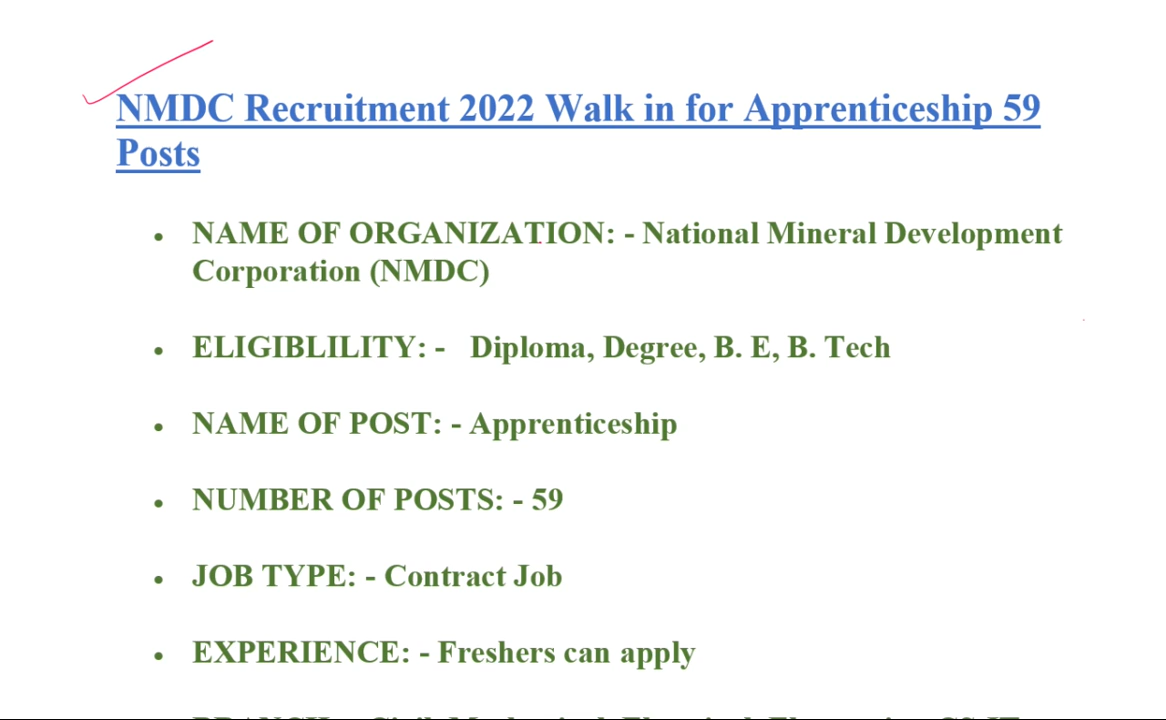 NMDC Recruitment 2022 Walk in for Apprenticeship 59
Posts
• NAME OF ORGANIZATION: - National Mineral Development
Corporation (NMDC)
• ELIGIBLILITY: - Diploma, Degree, B. E, B. Tech
• NAME OF POST: - Apprenticeship
• NUMBER OF POSTS: - 59
• JOB TYPE: - Contract Job
• EXPERIENCE: - Freshers can apply